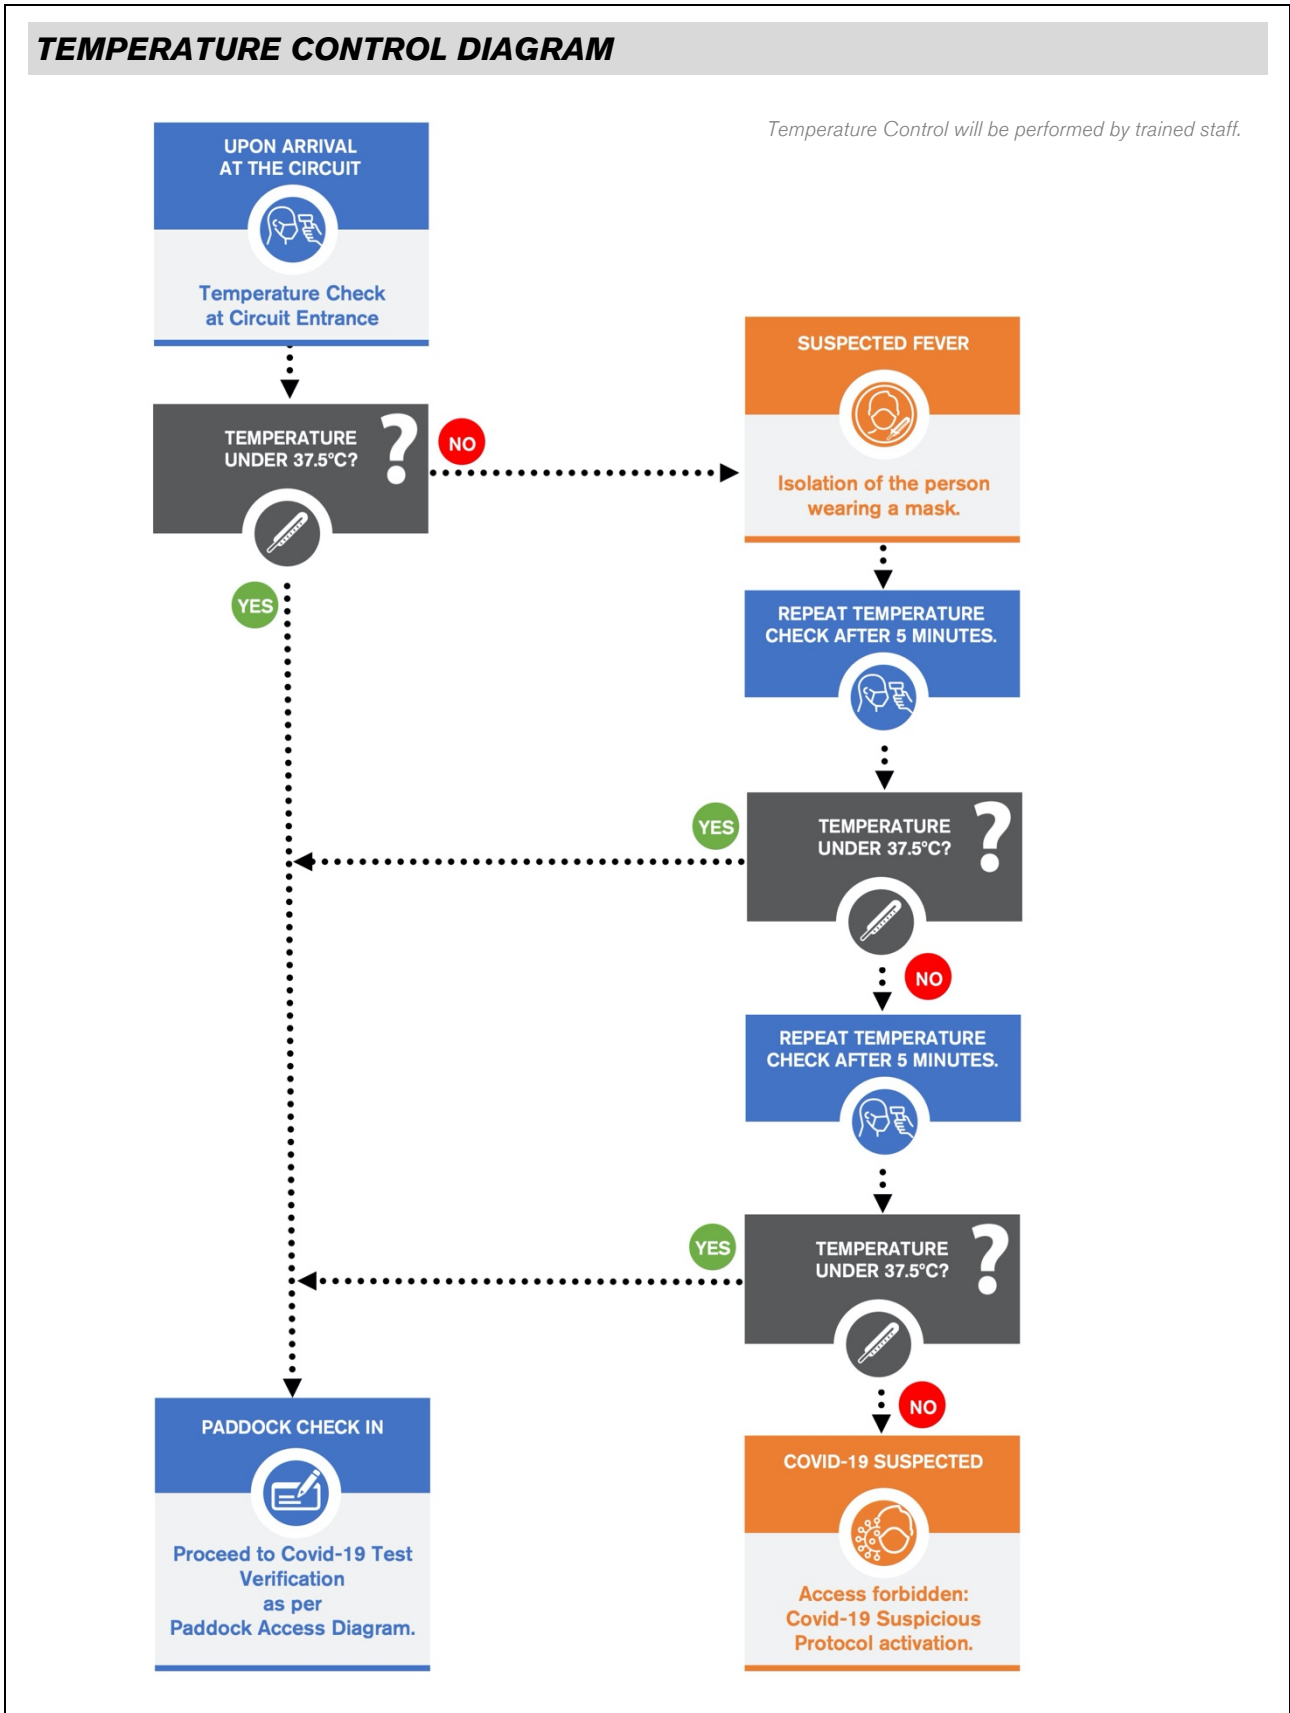 TEMPERATURE CONTROL DIAGRAM
Temperature Control will be performed by trained staff.
UPON ARRIVAL
AT THE CIRCUIT
Temperature Check
at Circuit Entrance
TEMPERATURE
UNDER 37.5°C?
?
NO
YES
SUSPECTED FEVER
Isolation of the person
wearing a mask.
REPEAT TEMPERATURE
CHECK AFTER 5 MINUTES.
TEMPERATURE
UNDER 37.5°C?
?
YES
NO
REPEAT TEMPERATURE
CHECK AFTER 5 MINUTES.
TEMPERATURE
UNDER 37.5°C?
?
YES
NO
PADDOCK CHECK IN
Proceed to Covid-19 Test
Verification
as per
Paddock Access Diagram.
COVID-19 SUSPECTED
Access forbidden:
Covid-19 Suspicious
Protocol activation.